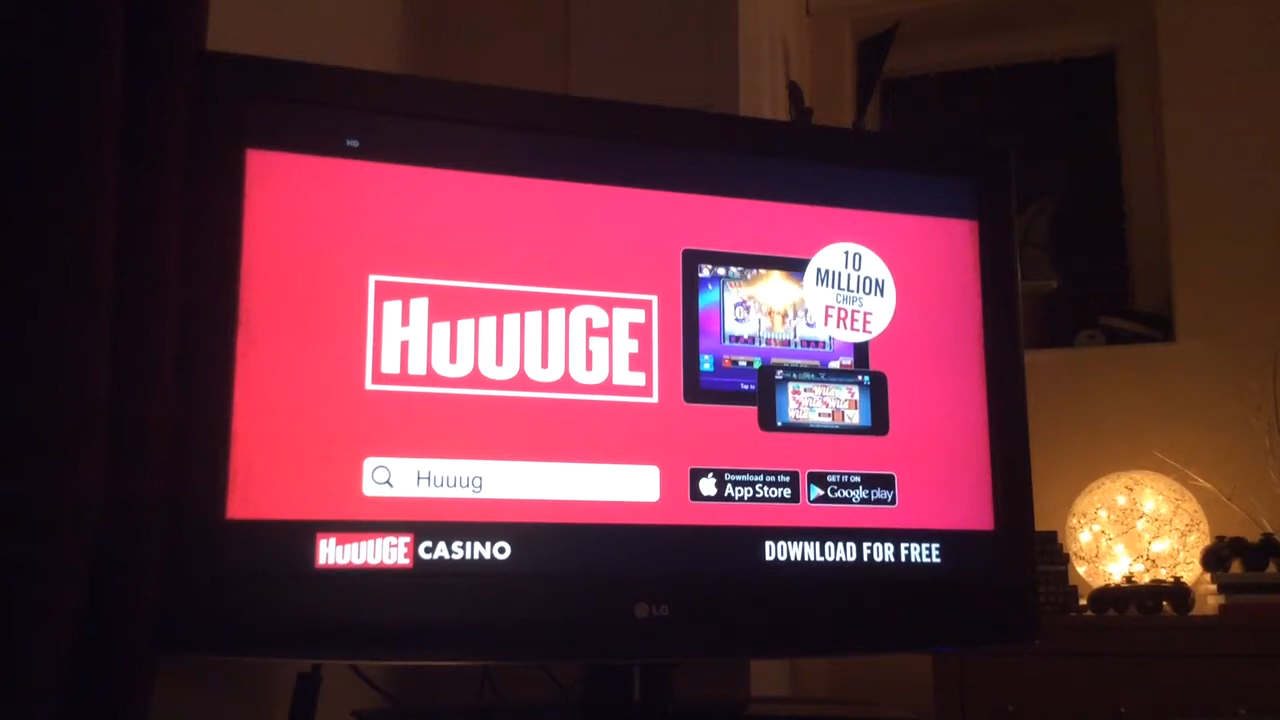 HD
HUUUGE
10
MILLION
CHIPS
FREE
Huuug
Download on the
App Store
GET IT ON
Google play
HUUUGE CASINO
DOWNLOAD FOR FREE
LG